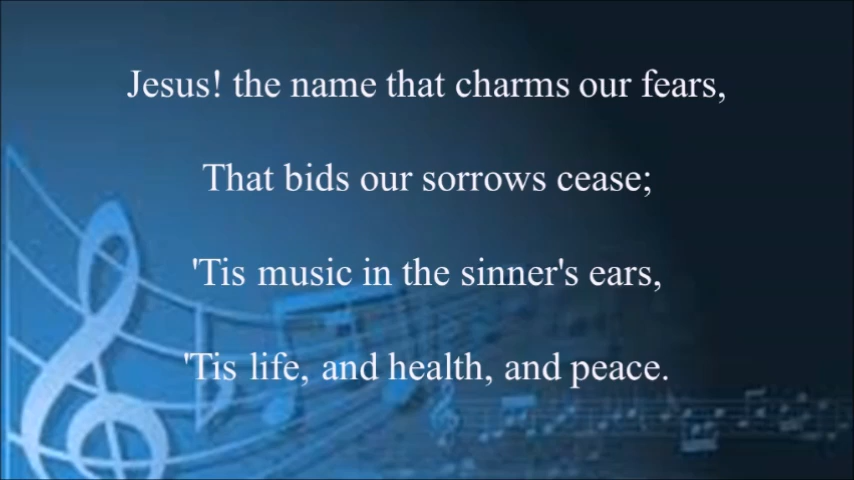 Jesus! the name that charms our fears,
That bids our sorrows cease;
'Tis music in the sinner's ears,
'Tis life, and health, and peace.